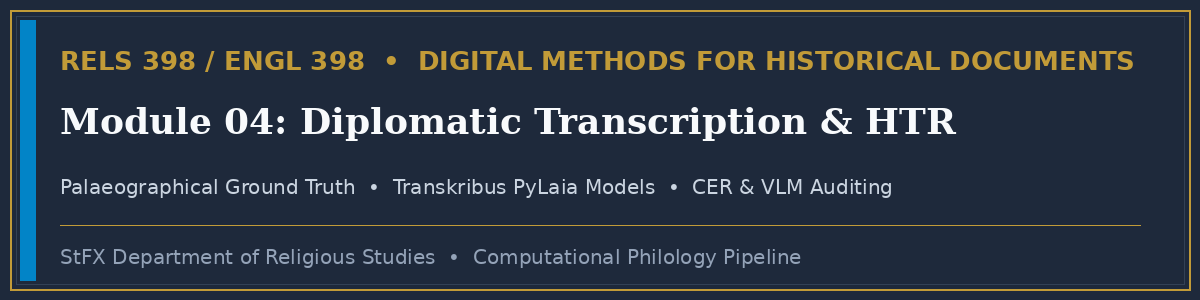 RELS 398 / ENGL 398 • DIGITAL METHODS FOR HISTORICAL DOCUMENTS
Module 04: Diplomatic Transcription & HTR
Palaeographical Ground Truth • Transkribus PyLaia Models • CER & VLM Auditing
StFX Department of Religious Studies • Computational Philology Pipeline